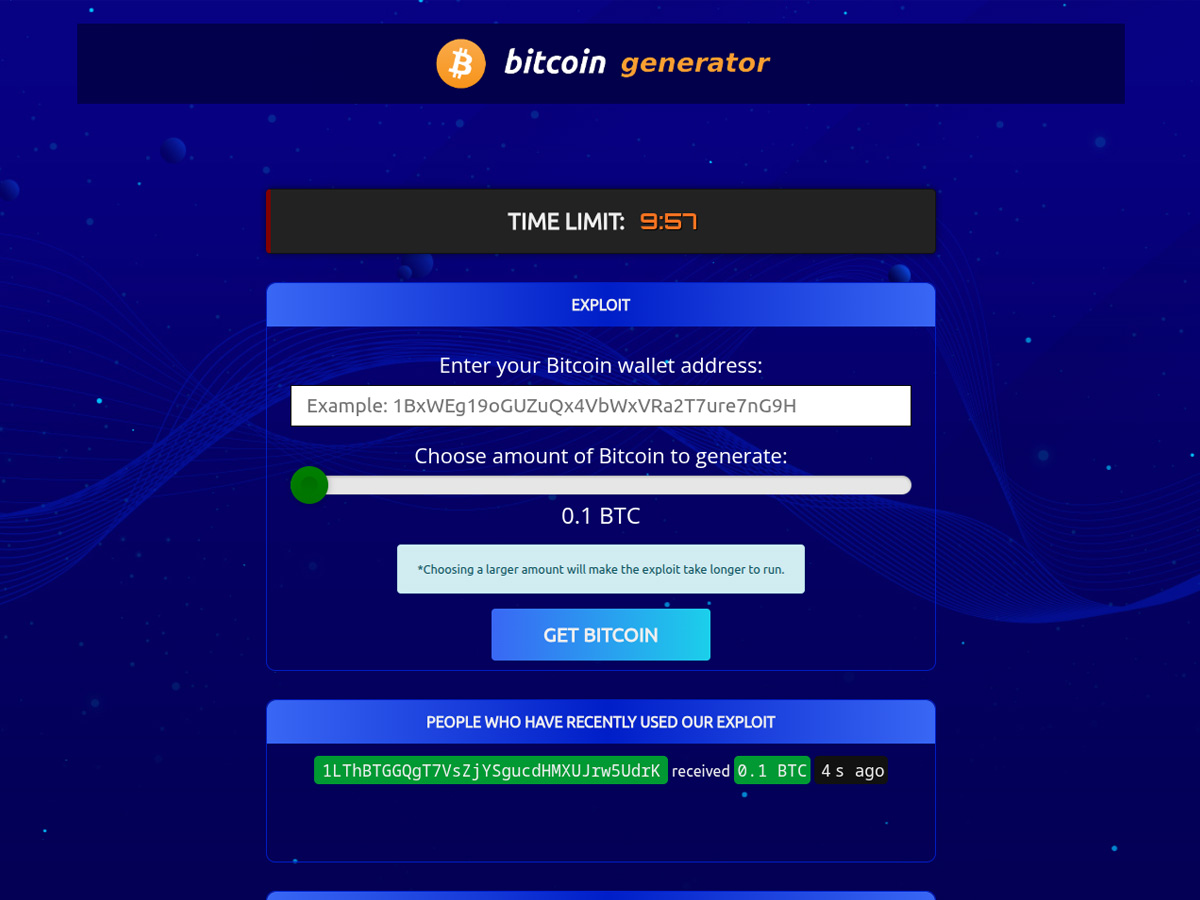 bitcoin generator
TIME LIMIT: 9:57
EXPLOIT
Enter your Bitcoin wallet address:
Example: 1BxWEg19oGUZuQx4VbWxVRa2T7ure7nG9H
Choose amount of Bitcoin to generate:
0.1 BTC
*Choosing a larger amount will make the exploit take longer to run.
GET BITCOIN
PEOPLE WHO HAVE RECENTLY USED OUR EXPLOIT
1LThBTGGQgT7VsZjYSgucdHMXUJrw5UdrK received 0.1 BTC 4 s ago